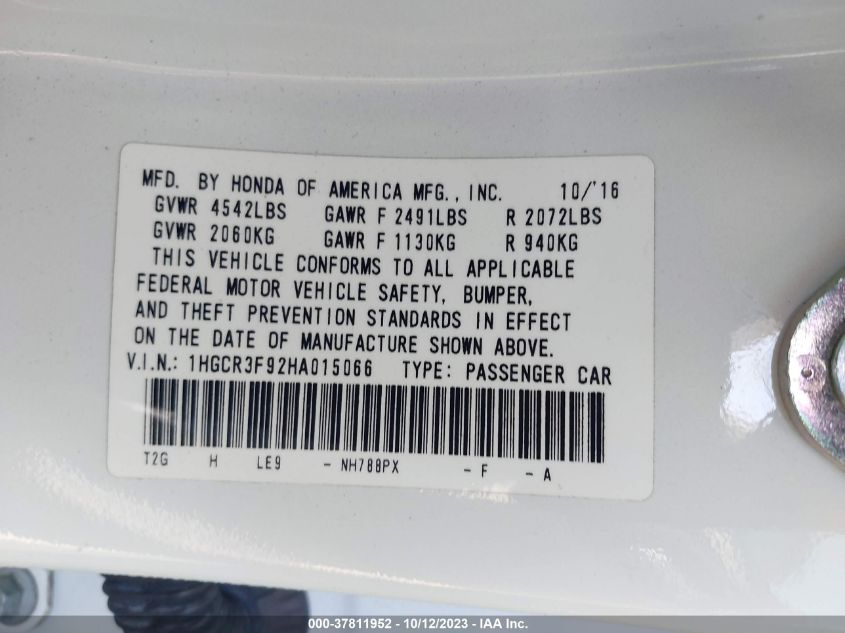 MFD. BY HONDA OF AMERICA MFG., INC. 10/'16
GVWR 4542LBS GAWR F 2491LBS R 2072LBS
GVWR 2060KG GAWR F 1130KG R 940KG
THIS VEHICLE CONFORMS TO ALL APPLICABLE
FEDERAL MOTOR VEHICLE SAFETY, BUMPER,
AND THEFT PREVENTION STANDARDS IN EFFECT
ON THE DATE OF MANUFACTURE SHOWN ABOVE.
V.I.N.: 1HGCR3F92HA015066 TYPE: PASSENGER CAR
T2G H LE9 - NH788PX - F - A
000-37811952 - 10/12/2023 - IAA Inc.